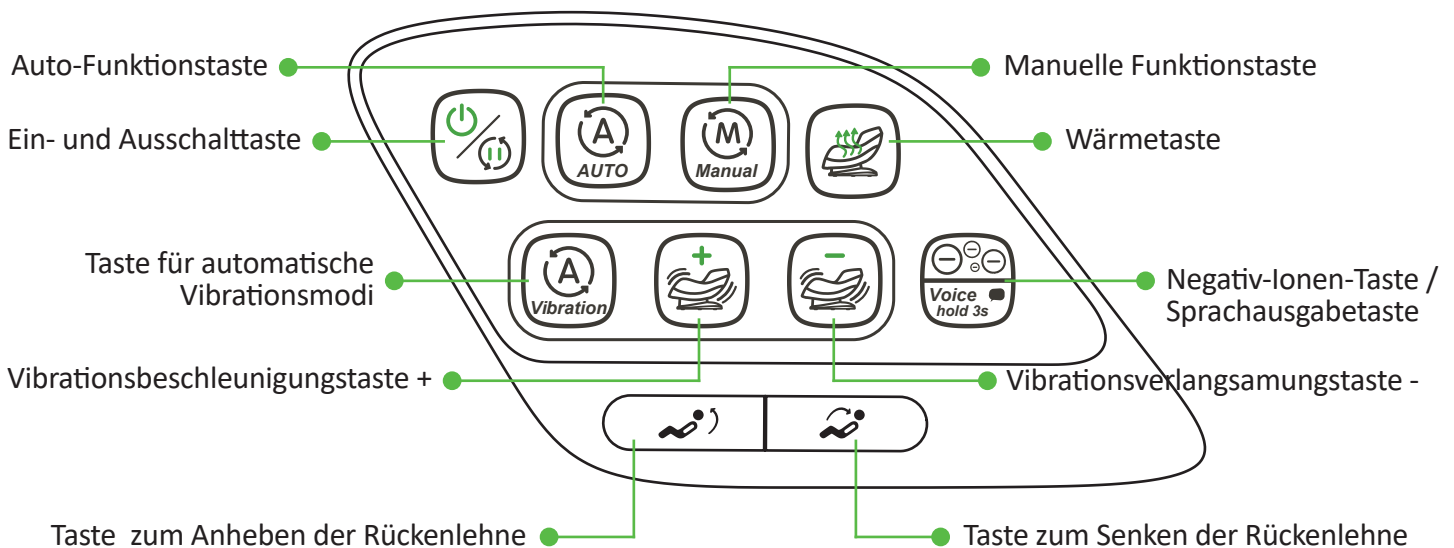 Auto-Funktionstaste
Manuelle Funktionstaste
Ein- und Ausschalttaste
A
AUTO
M
Manual
Wärmetaste
Taste für automatische
Vibrationsmodi
A
Vibration
+
-
Voice
hold 3s
Negativ-Ionen-Taste /
Sprachausgabetaste
Vibrationsbeschleunigungstaste +
Vibrationsverlangsamungstaste -
Taste zum Anheben der Rückenlehne
Taste zum Senken der Rückenlehne